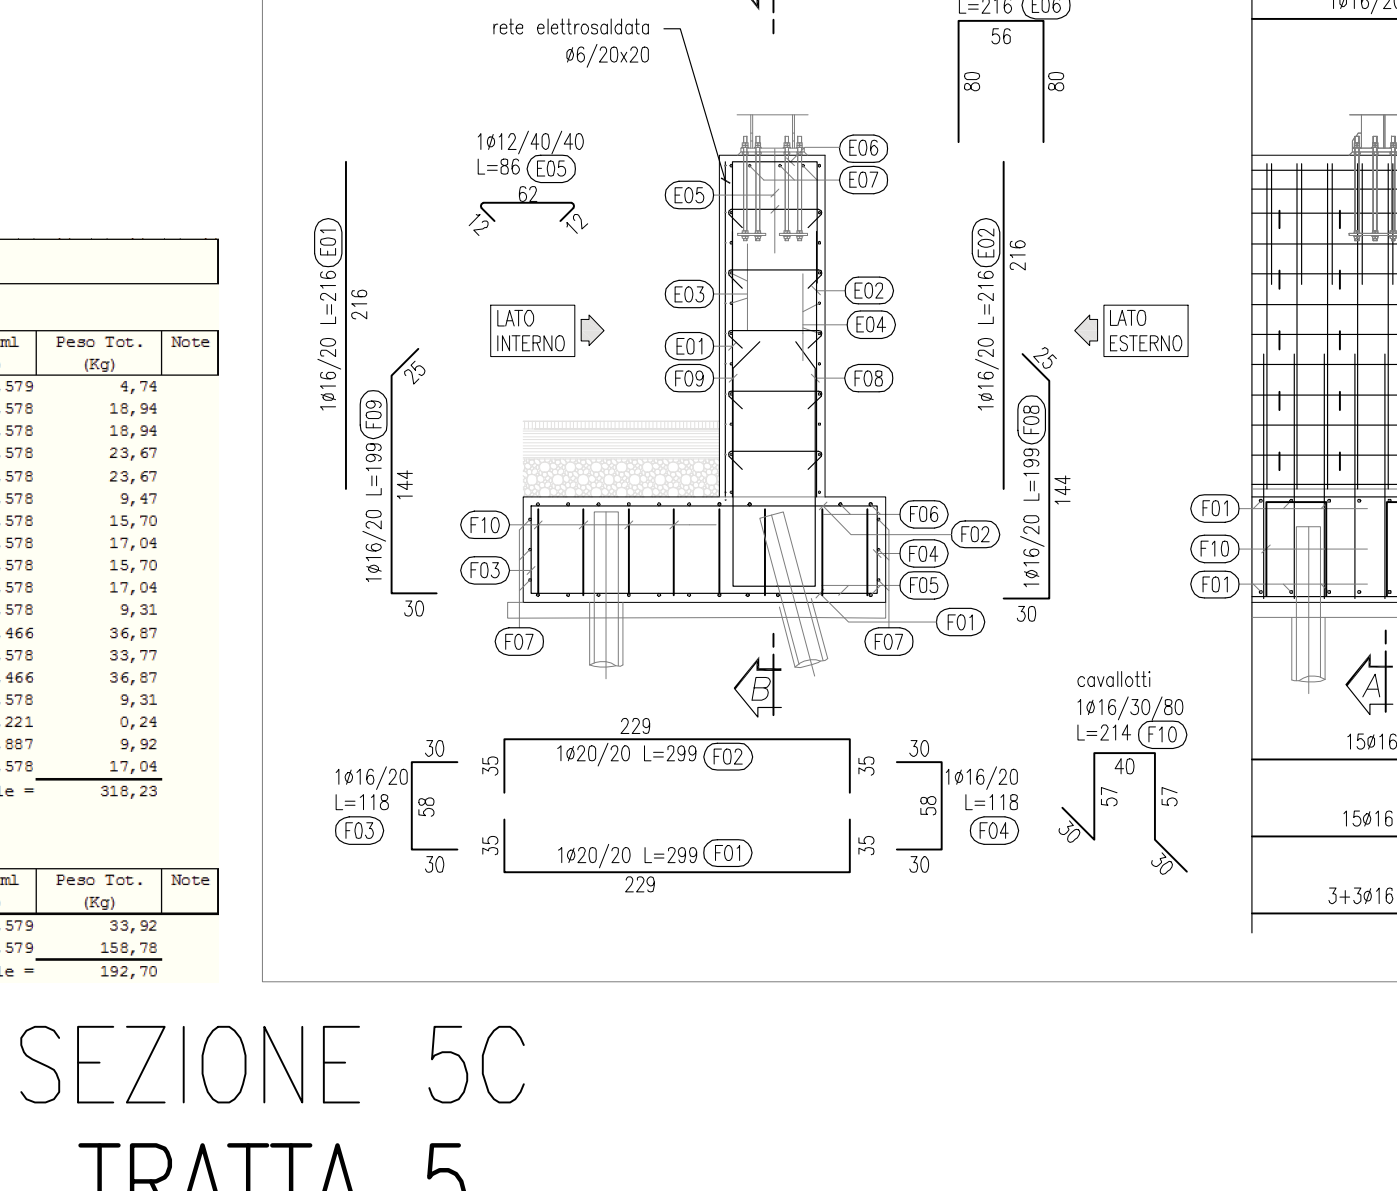 ml Peso Tot. Note
(Kg)
.579 4,74
.578 18,94
.578 18,94
.578 23,67
.578 23,67
.578 9,47
.578 15,70
.578 17,04
.578 15,70
.578 17,04
.578 9,31
.466 36,87
.578 33,77
.466 36,87
.578 9,31
.221 0,24
.887 9,92
.578 17,04
le = 318,23
ml Peso Tot. Note
(Kg)
.579 33,92
.579 158,78
le = 192,70
rete elettrosaldata
ø6/20x20
L=216 E06
56
80
80
1ø16/20
1ø12/40/40
L=86 E05
62
12
12
1ø16/20 L=216 E01
216
25
1ø16/20 L=199 F09
144
30
LATO
INTERNO
E06
E07
E05
E03
E02
E04
E01
F09
F08
F10
F03
F07
F06
F02
F04
F05
F01
F07
B
1ø16/20 L=216 E02
216
25
1ø16/20 L=199 F08
144
30
LATO
ESTERNO
F01
F10
F01
A
229
1ø20/20 L=299 F02
35
35
30
1ø16/20
L=118
F03
58
30
35
35
1ø20/20 L=299 F01
229
30
1ø16/20
L=118
F04
58
30
cavallotti
1ø16/30/80
L=214 F10
40
57
57
30
30
15ø16
15ø16
3+3ø16
SEZIONE 5C
TRATTA 5